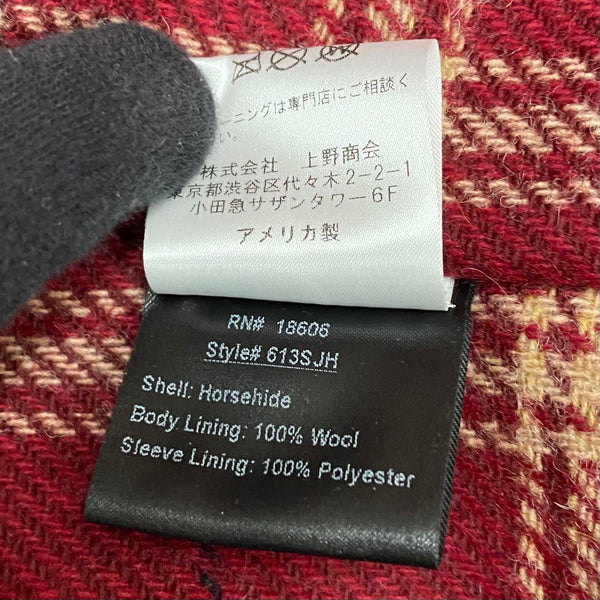 ーニングは専門店にご相談く
い。
株式会社 上野商会
東京都渋谷区代々木2-2-1
小田急サザンタワー6F
アメリカ製
RN# 18606
Style# 613SJH
Shell: Horsehide
Body Lining: 100% Wool
Sleeve Lining: 100% Polyester